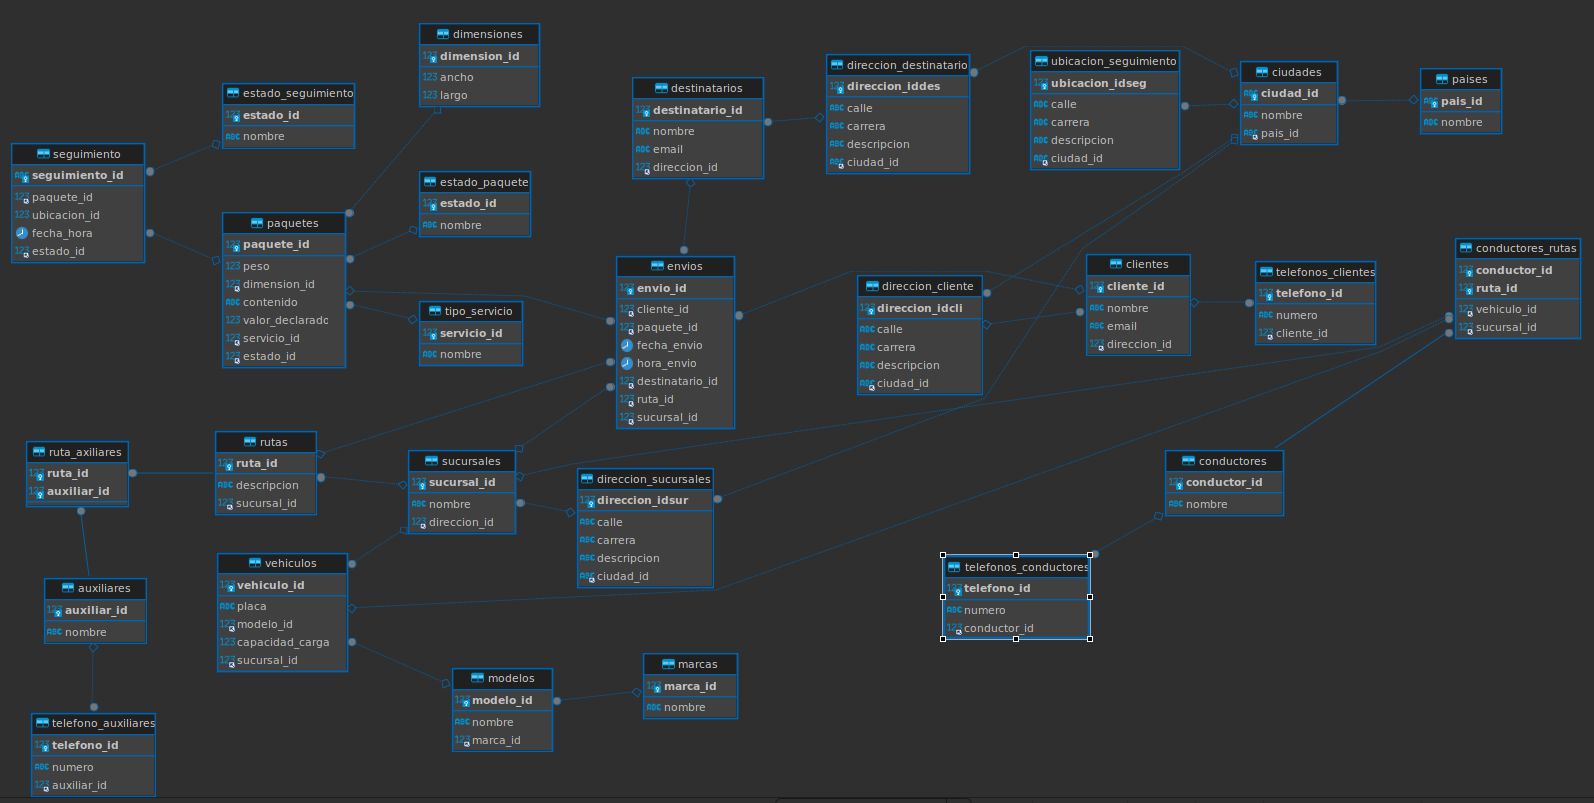 dimensiones
dimension_id
ancho
largo
estado_seguimiento
estado_id
nombre
seguimiento
seguimiento_id
paquete_id
ubicacion_id
fecha_hora
estado_id
estado_paquete
estado_id
nombre
paquetes
paquete_id
peso
dimension_id
contenido
valor_declarado
servicio_id
estado_id
tipo_servicio
servicio_id
nombre
destinatarios
destinatario_id
nombre
email
direccion_id
direccion_destinatario
direccion_iddes
calle
carrera
descripcion
ciudad_id
ubicacion_seguimiento
ubicacion_idseg
calle
carrera
descripcion
ciudad_id
ciudades
ciudad_id
nombre
pais_id
paises
pais_id
nombre
envios
envio_id
cliente_id
paquete_id
fecha_envio
hora_envio
destinatario_id
ruta_id
sucursal_id
direccion_cliente
direccion_idcli
calle
carrera
descripcion
ciudad_id
clientes
cliente_id
nombre
email
direccion_id
telefonos_clientes
telefono_id
numero
cliente_id
conductores_rutas
conductor_id
ruta_id
vehiculo_id
sucursal_id
ruta_axiliares
ruta_id
auxiliar_id
rutas
ruta_id
descripcion
sucursal_id
sucursales
sucursal_id
nombre
direccion_id
direccion_sucursales
direccion_idsur
calle
carrera
descripcion
ciudad_id
conductores
conductor_id
nombre
telefonos_conductores
telefono_id
numero
conductor_id
vehiculos
vehiculo_id
placa
modelo_id
capacidad_carga
sucursal_id
auxiliares
auxiliar_id
nombre
modelos
modelo_id
nombre
marca_id
marcas
marca_id
nombre
telefono_auxiliares
telefono_id
numero
auxiliar_id